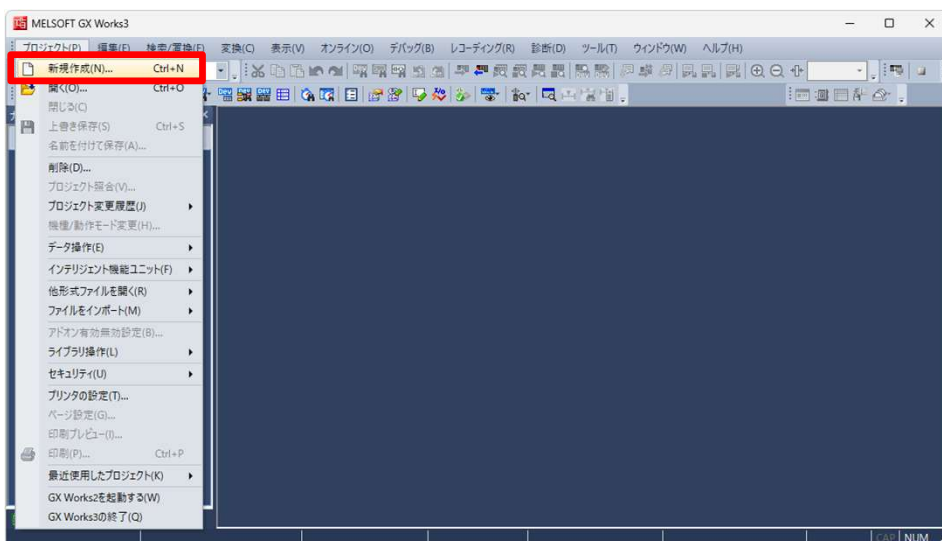 MELSOFT GX Works3
プロジェクト(P) 編集(E) 検索/置換(F) 変換(C) 表示(V) オンライン(O) デバッグ(B) レコーディング(R) 診断(D) ツール(T) ウィンドウ(W) ヘルプ(H)
新規作成(N)... Ctrl+N
開く(O)... Ctrl+O
閉じる(C)
上書き保存(S) Ctrl+S
名前を付けて保存(A)...
削除(D)...
プロジェクト照合(V)...
プロジェクト変更履歴(J)
機種/動作モード変更(H)...
データ操作(E)
インテリジェント機能ユニット(F)
他形式ファイルを開く(R)
ファイルをインポート(M)
アドオン有効無効設定(B)...
ライブラリ操作(L)
セキュリティ(U)
プリンタの設定(T)...
ページ設定(G)...
印刷プレビュー(I)...
印刷(P)... Ctrl+P
最近使用したプロジェクト(K)
GX Works2を起動する(W)
GX Works3の終了(Q)
CAP NUM